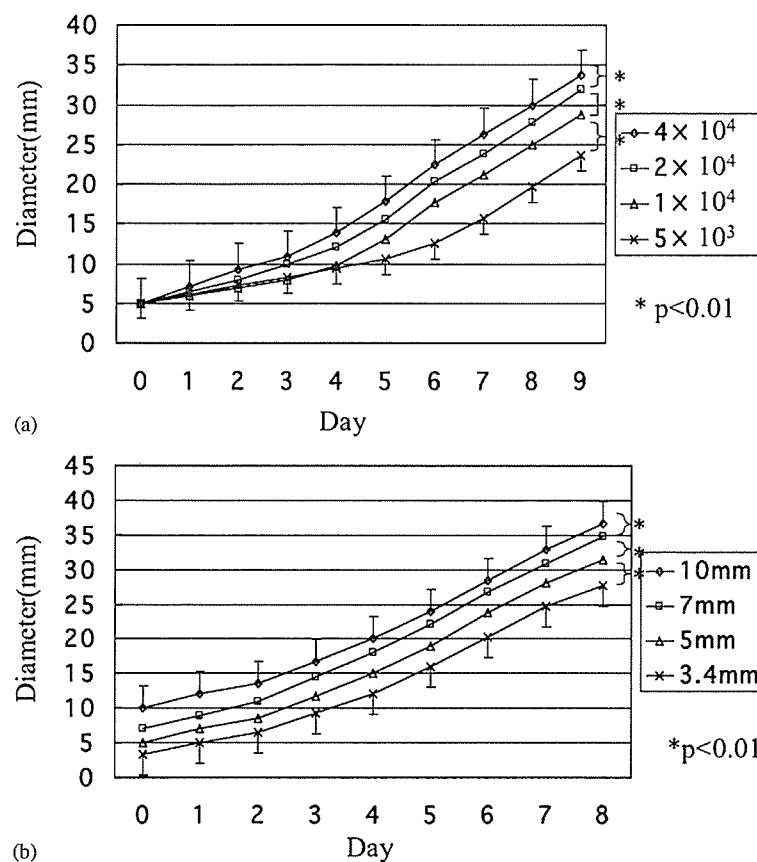 40
35
30
25
20
15
10
5
0
Diameter(mm)
0 1 2 3 4 5 6 7 8 9
Day
*
*
*
4× 10⁴
2× 10⁴
1× 10⁴
5× 10³
* p<0.01
(a)
45
40
35
30
25
20
15
10
5
0
Diameter(mm)
0 1 2 3 4 5 6 7 8
Day
*
*
*
10mm
7mm
5mm
3.4mm
*p<0.01
(b)